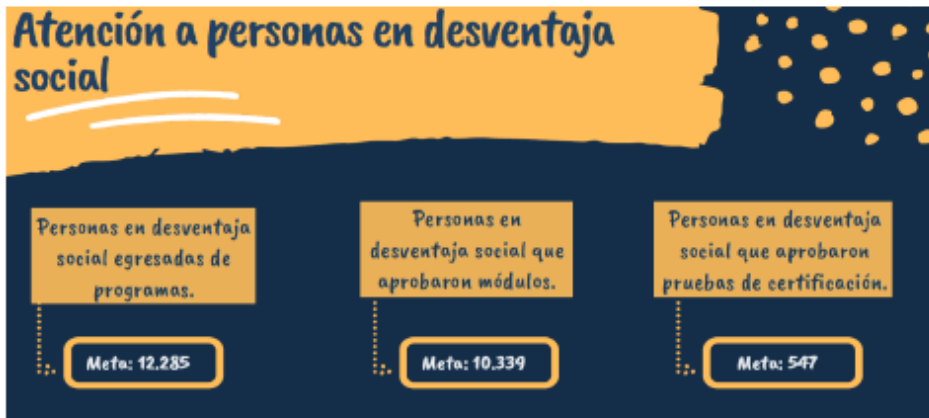 Atención a personas en desventaja
social
Personas en desventaja
social egresadas de
programas.
Meta: 12.285
Personas en
desventaja social que
aprobaron módulos.
Meta: 10.339
Personas en desventaja
social que aprobaron
pruebas de certificación.
Meta: 547